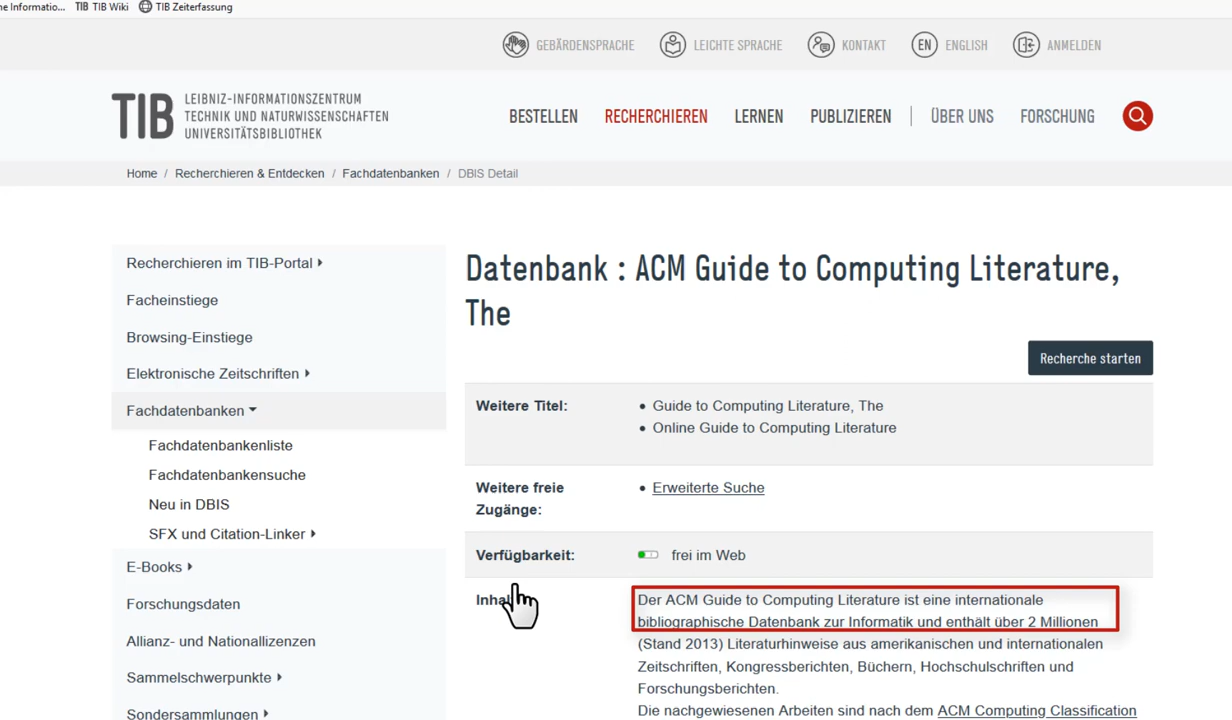 ne Informatio... TIB TIB Wiki TIB Zeiterfassung
GEBÄRDENSPRACHE LEICHTE SPRACHE KONTAKT EN ENGLISH ANMELDEN
TIB LEIBNIZ-INFORMATIONSZENTRUM
TECHNIK UND NATURWISSENSCHAFTEN
UNIVERSITÄTSBIBLIOTHEK
BESTELLEN RECHERCHIEREN LERNEN PUBLIZIEREN | ÜBER UNS FORSCHUNG
Home / Recherchieren & Entdecken / Fachdatenbanken / DBIS Detail
Recherchieren im TIB-Portal
Facheinstiege
Browsing-Einstiege
Elektronische Zeitschriften
Fachdatenbanken
Fachdatenbankenliste
Fachdatenbankensuche
Neu in DBIS
SFX und Citation-Linker
E-Books
Forschungsdaten
Allianz- und Nationallizenzen
Sammelschwerpunkte
Sondersammlungen
Datenbank : ACM Guide to Computing Literature,
The
Recherche starten
Weitere Titel:
• Guide to Computing Literature, The
• Online Guide to Computing Literature
Weitere freie
Zugänge:
• Erweiterte Suche
Verfügbarkeit: frei im Web
Der ACM Guide to Computing Literature ist eine internationale
bibliographische Datenbank zur Informatik und enthält über 2 Millionen
(Stand 2013) Literaturhinweise aus amerikanischen und internationalen
Zeitschriften, Kongressberichten, Büchern, Hochschulschriften und
Forschungsberichten.
Die nachgewiesenen Arbeiten sind nach dem ACM Computing Classification